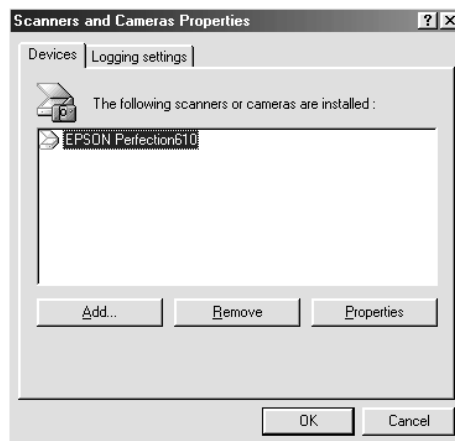 Scanners and Cameras Properties
Devices Logging settings
The following scanners or cameras are installed :
EPSON Perfection610
Add... Remove Properties
OK Cancel